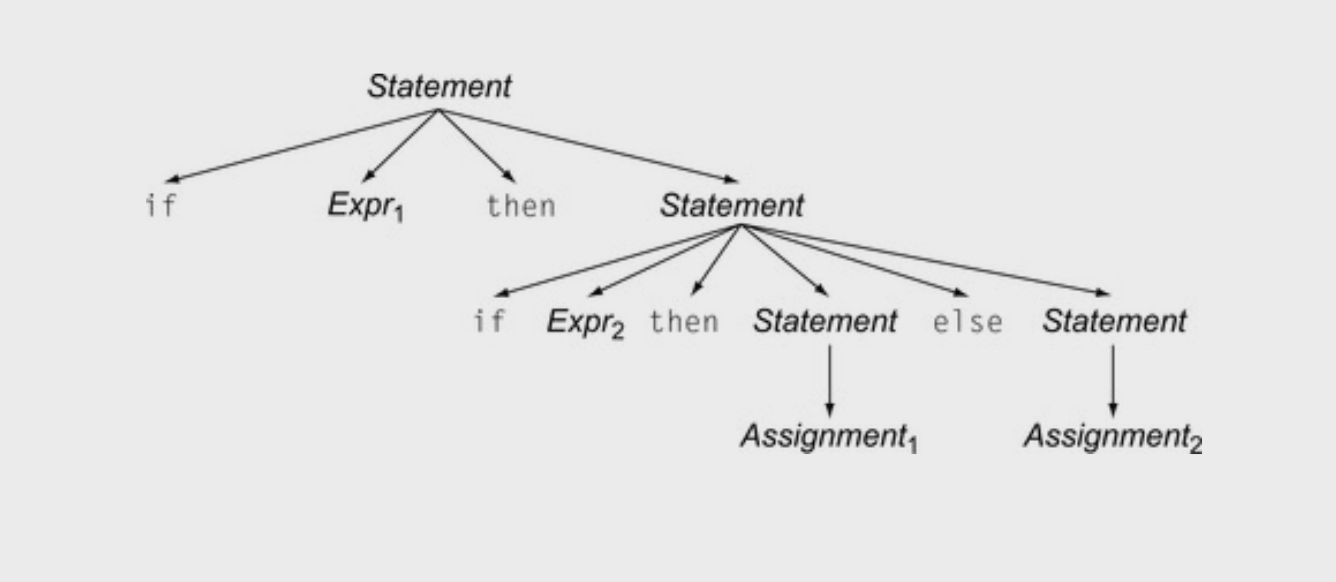 Statement
if Expr1 then Statement
if Expr2 then Statement else Statement
Assignment1 Assignment2